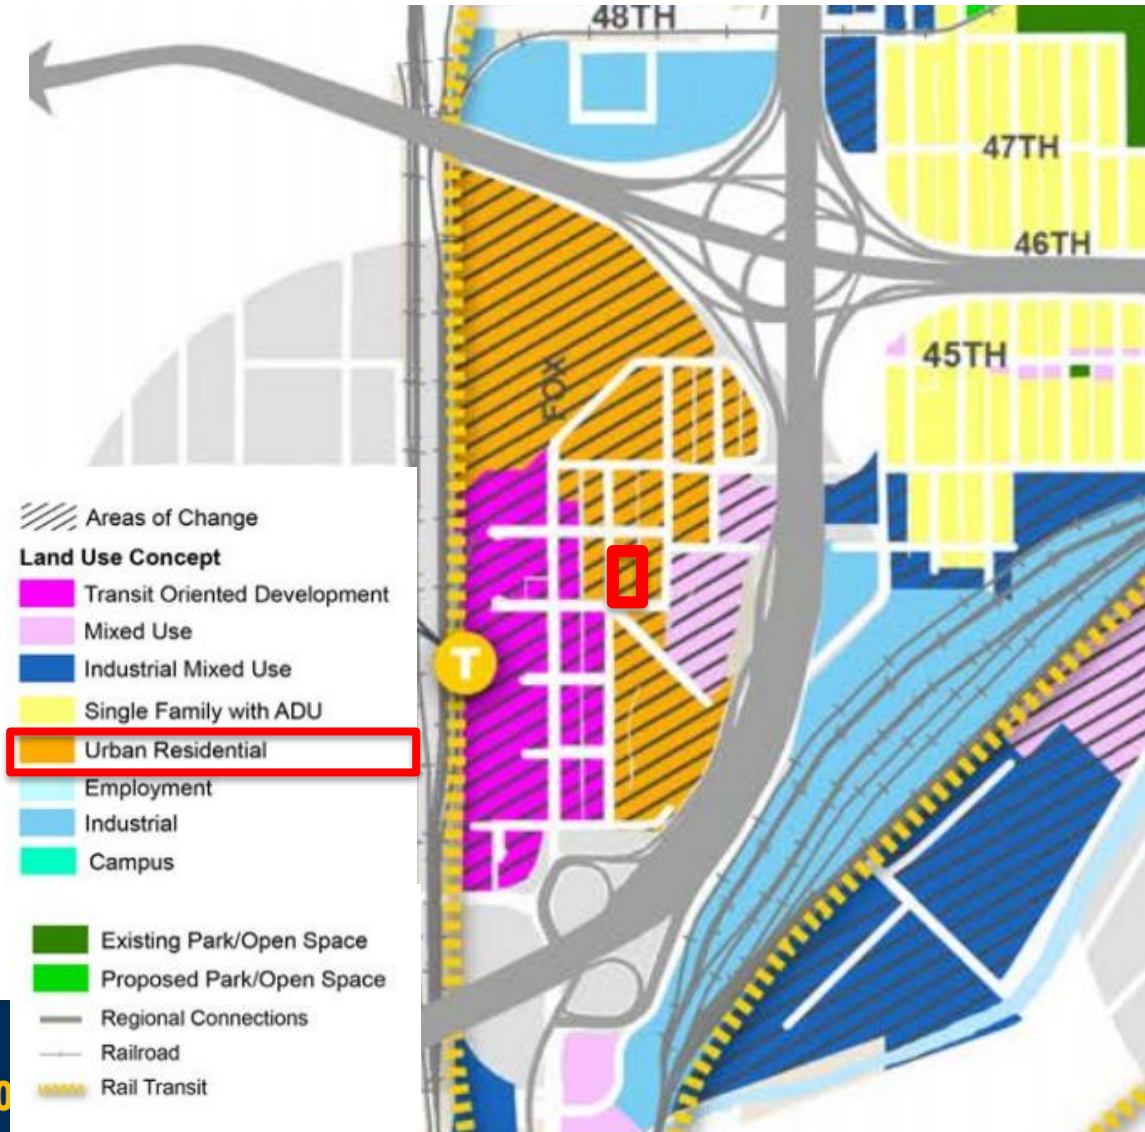 48TH
47TH
46TH
45TH
FOX
T
Areas of Change
Land Use Concept
Transit Oriented Development
Mixed Use
Industrial Mixed Use
Single Family with ADU
Urban Residential
Employment
Industrial
Campus
Existing Park/Open Space
Proposed Park/Open Space
Regional Connections
Railroad
Rail Transit
0